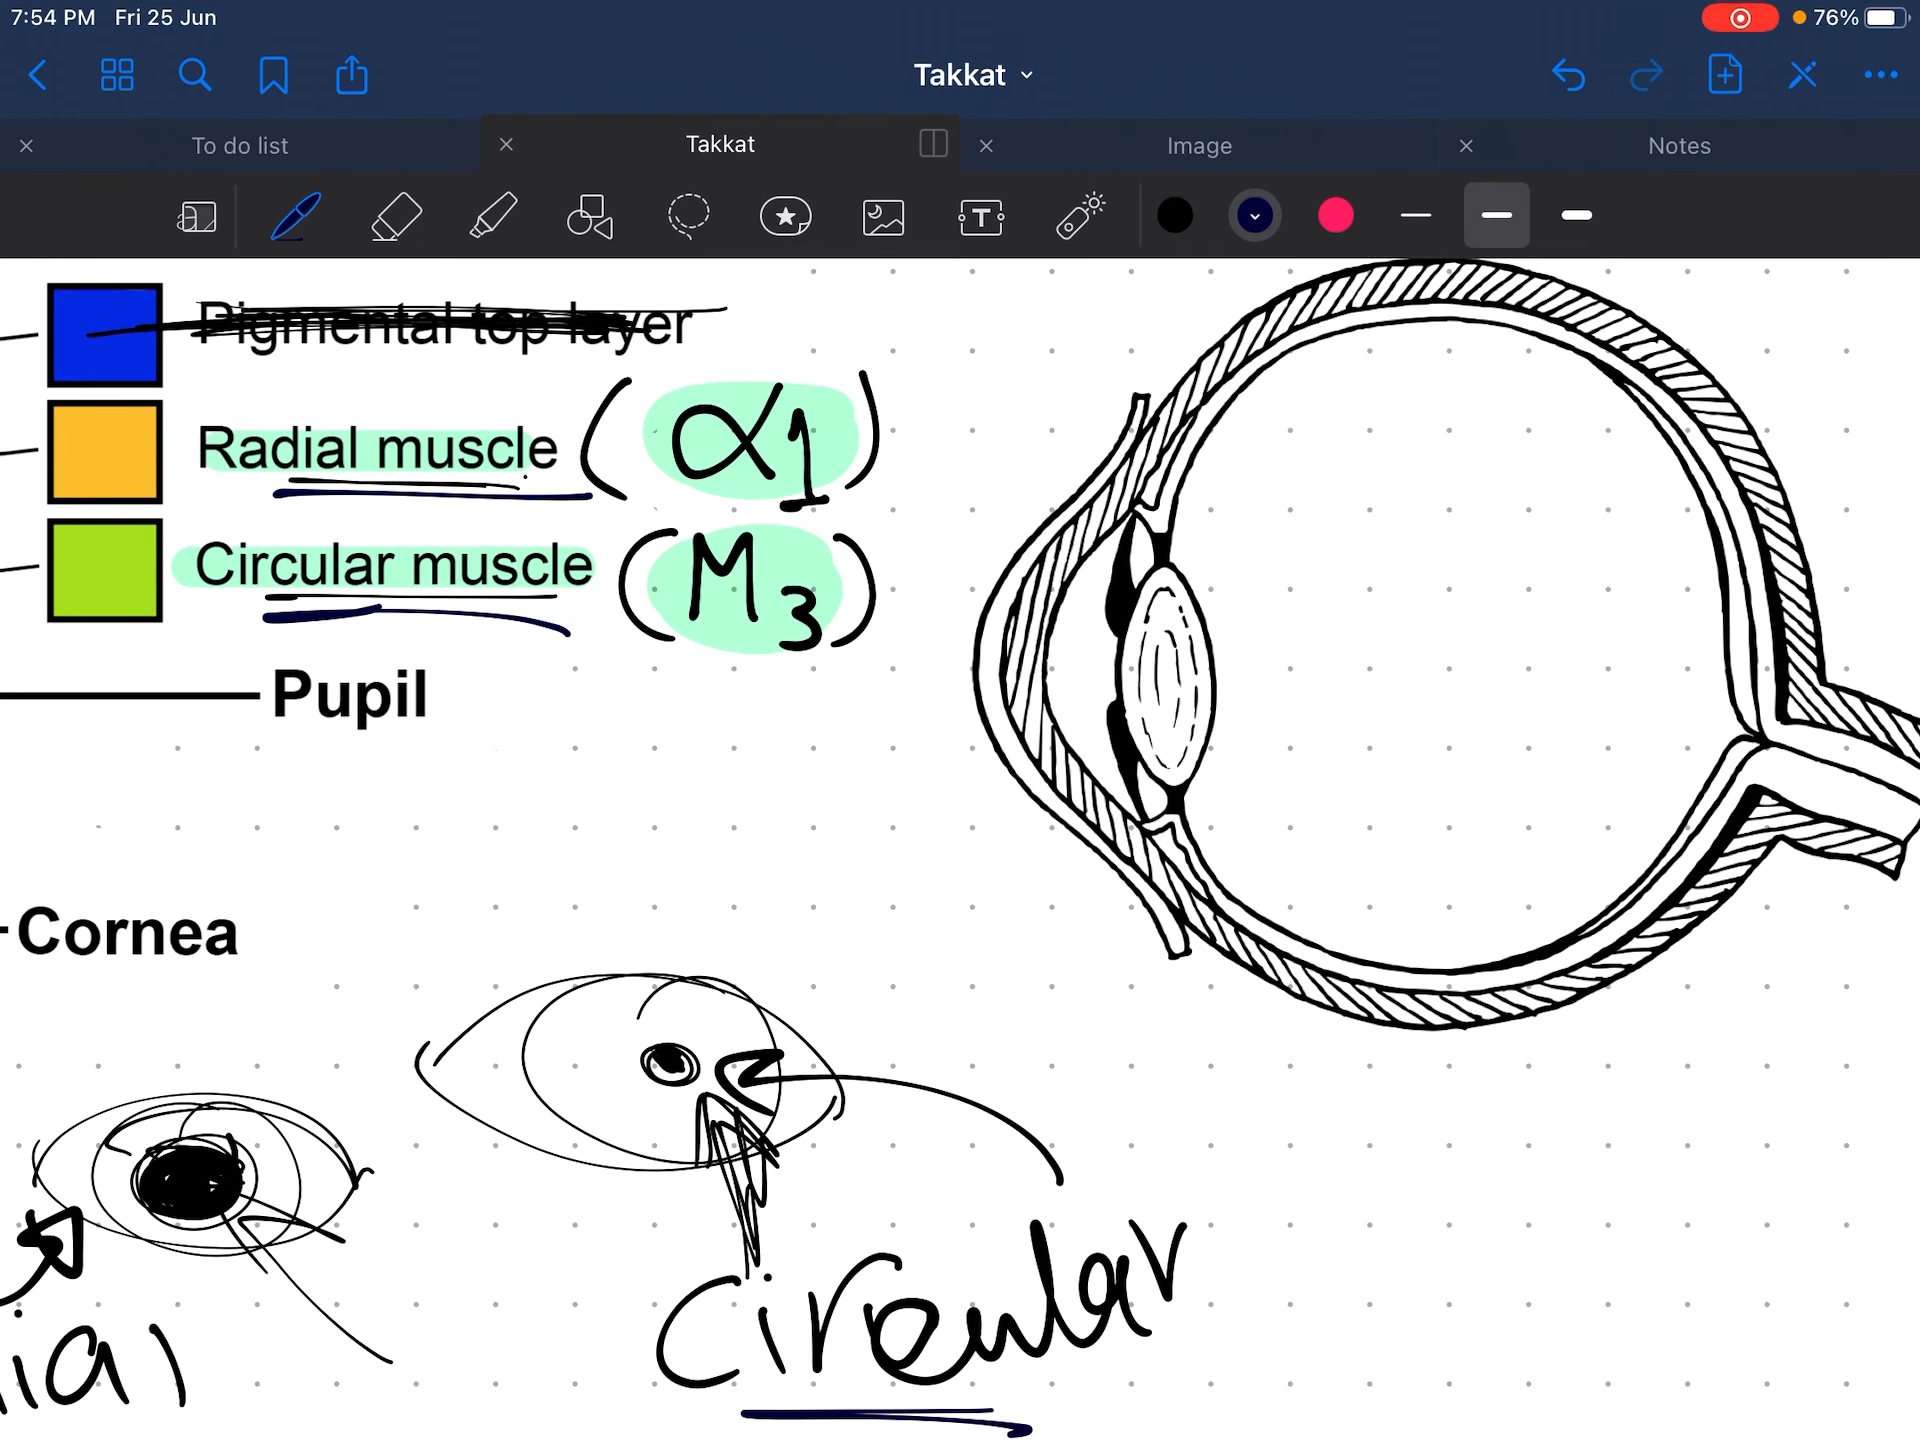 7:54 PM Fri 25 Jun
76%
Takkat
To do list
Takkat
Image
Notes
Pigmental top layer
Radial muscle (α1)
Circular muscle (M3)
Pupil
Cornea
Circular